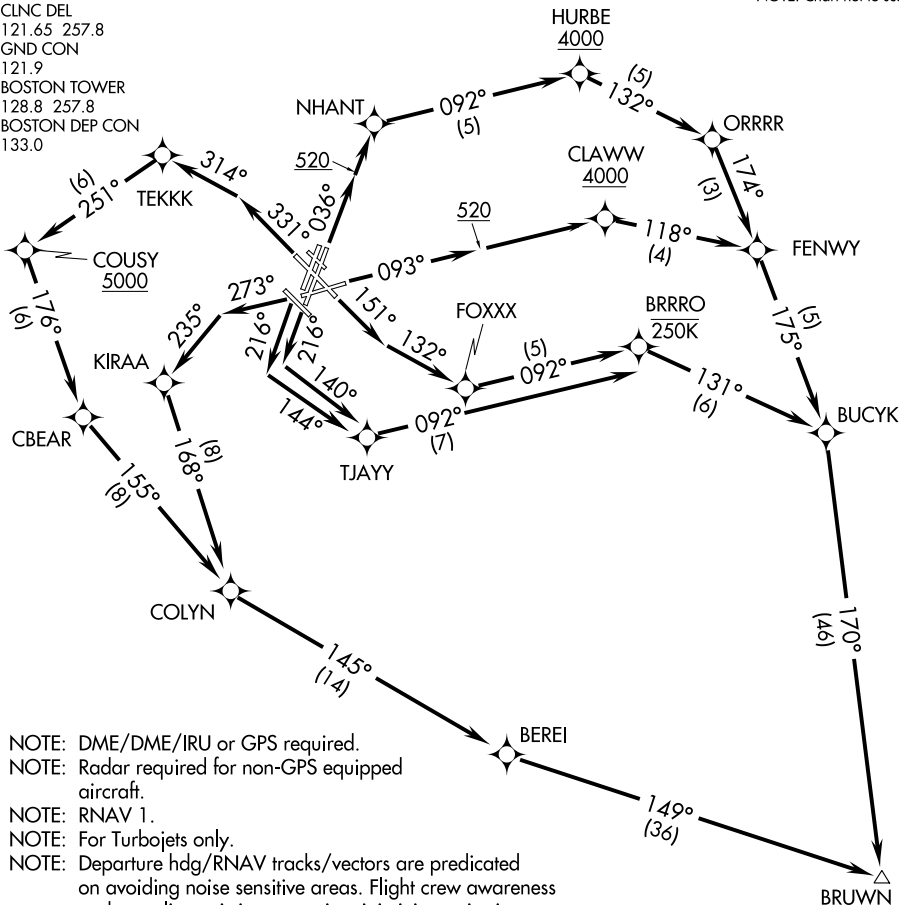 CLNC DEL
121.65 257.8
GND CON
121.9
BOSTON TOWER
128.8 257.8
BOSTON DEP CON
133.0
HURBE
4000
NHANT
092°
(5)
(5)
132°
ORRRR
174°
(3)
CLAWW
4000
520
036°
314°
TEKKK
(6)
251°
331°
COUSY
5000
093°
520
118°
(4)
FENWY
176°
(6)
273°
235°
216°
216°
151°
132°
FOXXX
BRRRO
250K
(5)
092°
175°
(5)
KIRAA
140°
144°
092°
(7)
131°
(6)
BUCYK
CBEAR
TJAYY
168°
(8)
155°
(8)
COLYN
145°
(14)
170°
(46)
BEREI
149°
(36)
BRUWN
NOTE: DME/DME/IRU or GPS required.
NOTE: Radar required for non-GPS equipped
aircraft.
NOTE: RNAV 1.
NOTE: For Turbojets only.
NOTE: Departure hdg/RNAV tracks/vectors are predicated
on avoiding noise sensitive areas. Flight crew awareness